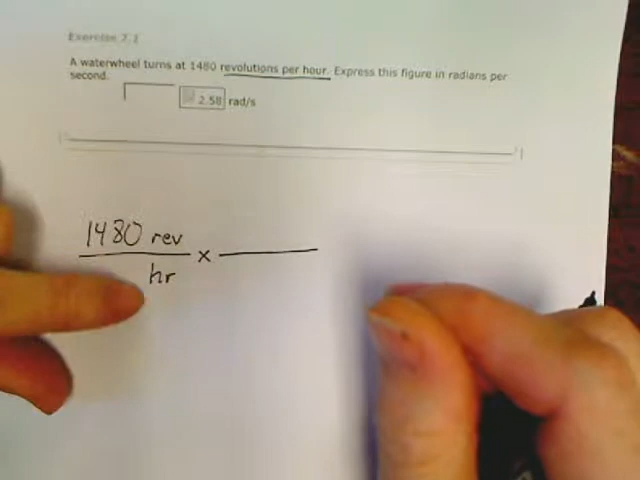 Exercise 7.1
A waterwheel turns at 1480 revolutions per hour. Express this figure in radians per
second.
2.58 rad/s
1480 rev
× 
hr